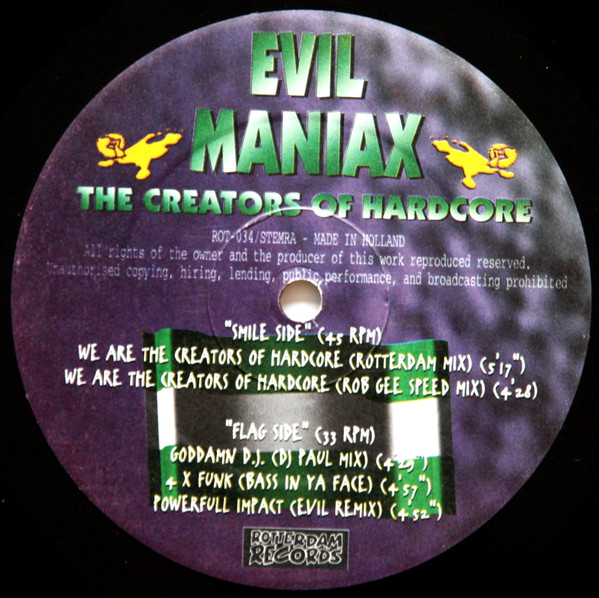 EVIL
MANIAX
THE CREATORS OF HARDCORE
ROT-034/STEMRA - MADE IN HOLLAND
All rights of the owner and the producer of this work reproduced reserved.
Unauthorised copying, hiring, lending, public performance, and broadcasting prohibited
"SMILE SIDE" (45 RPM)
WE ARE THE CREATORS OF HARDCORE (ROTTERDAM MIX) (5'17")
WE ARE THE CREATORS OF HARDCORE (ROB GEE SPEED MIX) (4'28)
"FLAG SIDE" (33 RPM)
GODDAMN D.J. (DJ PAUL MIX) (4'25")
4 X FUNK (BASS IN YA FACE) (4'57")
POWERFULL IMPACT (EVIL REMIX) (4'52")
ROTTERDAM
RECORDS